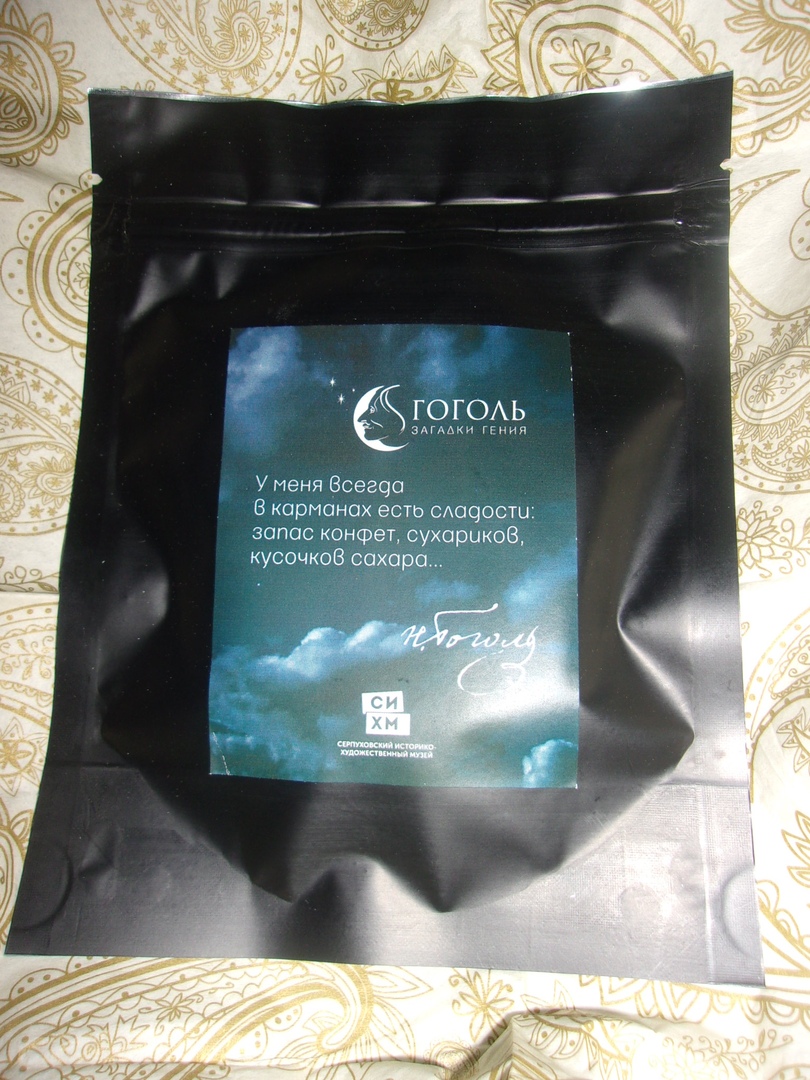 ГОГОЛЬ
ЗАГАДКИ ГЕНИЯ
У меня всегда
в карманах есть сладости:
запас конфет, сухариков,
кусочков сахара...
Н. Гоголь
СИ
ХМ
СЕРПУХОВСКИЙ ИСТОРИКО-
ХУДОЖЕСТВЕННЫЙ МУЗЕЙ